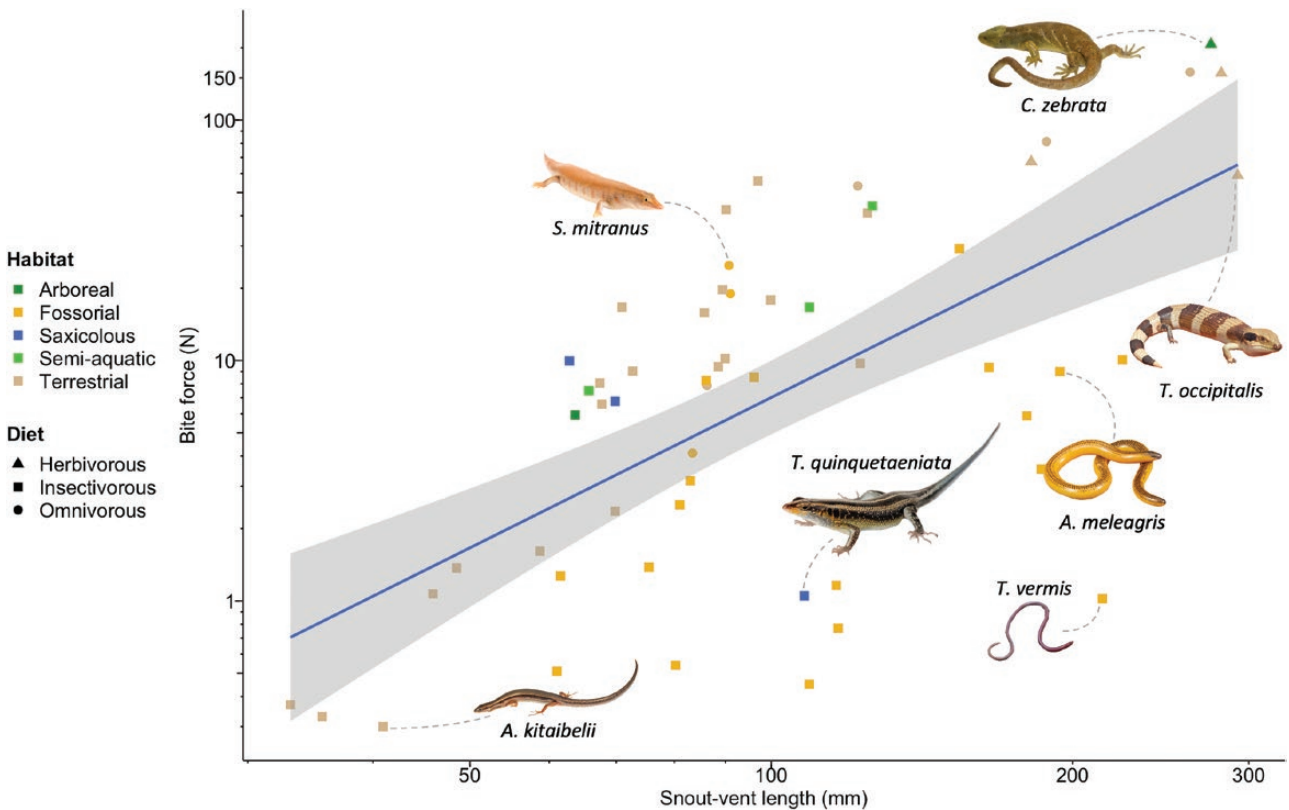 Habitat
Arboreal
Fossorial
Saxicolous
Semi-aquatic
Terrestrial
Diet
Herbivorous
Insectivorous
Omnivorous
Bite force (N)
150
100
10
1
C. zebrata
S. mitranus
T. occipitalis
T. quinquetaeniata
A. meleagris
T. vermis
A. kitaibelii
50
100
200
300
Snout-vent length (mm)